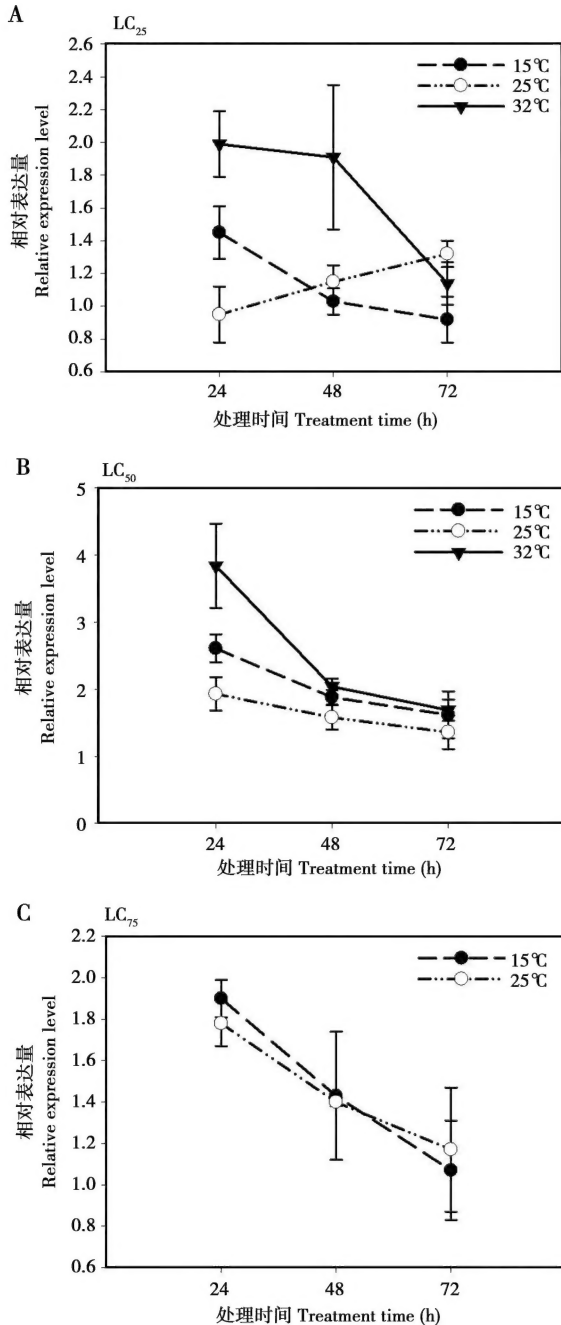 A
LC25
2.6
2.4
2.2
2.0
1.8
1.6
1.4
1.2
1.0
0.8
0.6
相对表达量
Relative expression level
15℃
25℃
32℃
24
48
72
处理时间 Treatment time (h)
B
LC50
5
4
3
2
1
0
相对表达量
Relative expression level
15℃
25℃
32℃
24
48
72
处理时间 Treatment time (h)
C
LC75
2.2
2.0
1.8
1.6
1.4
1.2
1.0
0.8
0.6
相对表达量
Relative expression level
15℃
25℃
24
48
72
处理时间 Treatment time (h)